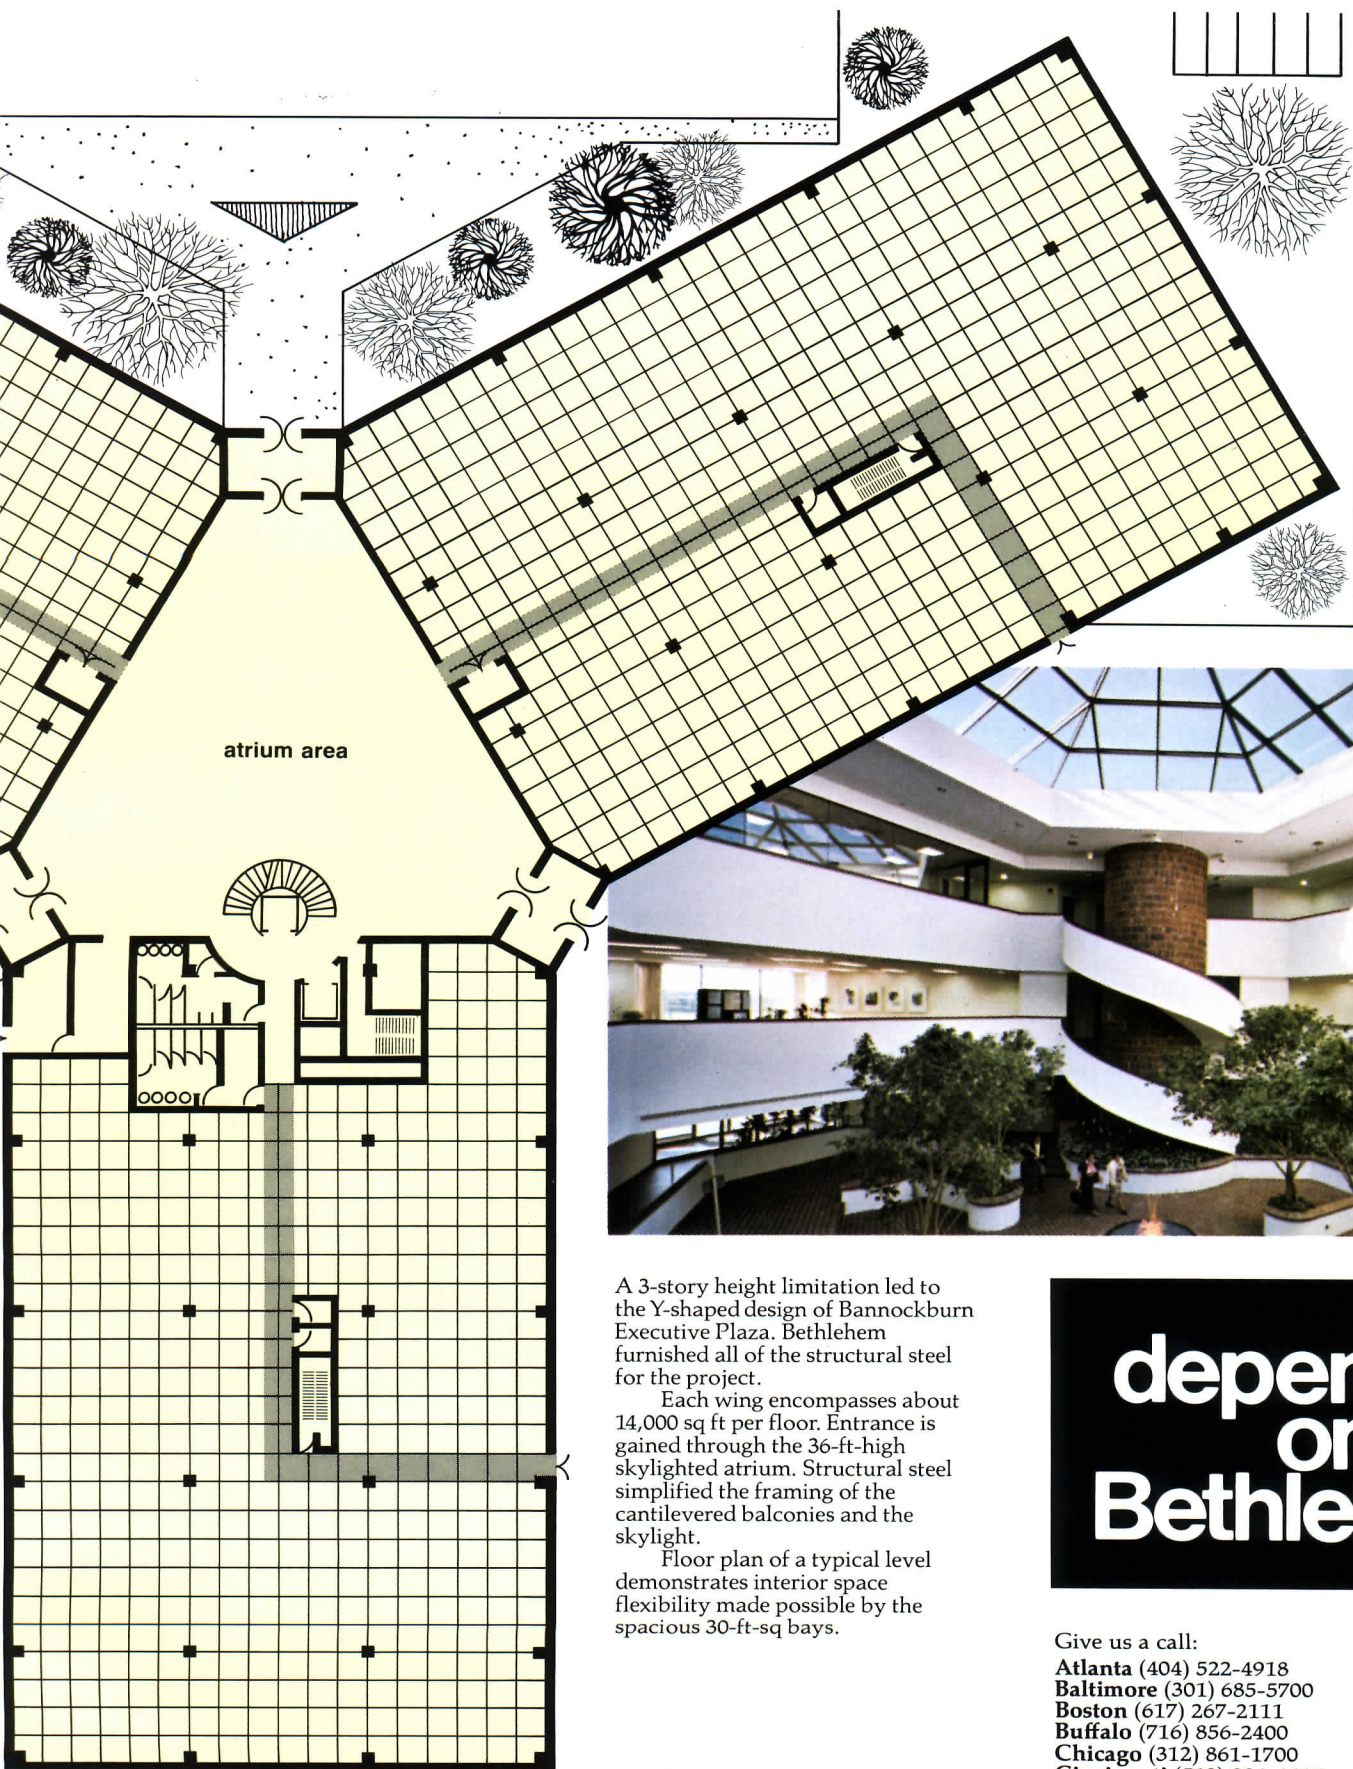 atrium area
A 3-story height limitation led to
the Y-shaped design of Bannockburn
Executive Plaza. Bethlehem
furnished all of the structural steel
for the project.
Each wing encompasses about
14,000 sq ft per floor. Entrance is
gained through the 36-ft-high
skylighted atrium. Structural steel
simplified the framing of the
cantilevered balconies and the
skylight.
Floor plan of a typical level
demonstrates interior space
flexibility made possible by the
spacious 30-ft-sq bays.
depen
on
Bethle
Give us a call:
Atlanta (404) 522-4918
Baltimore (301) 685-5700
Boston (617) 267-2111
Buffalo (716) 856-2400
Chicago (312) 861-1700